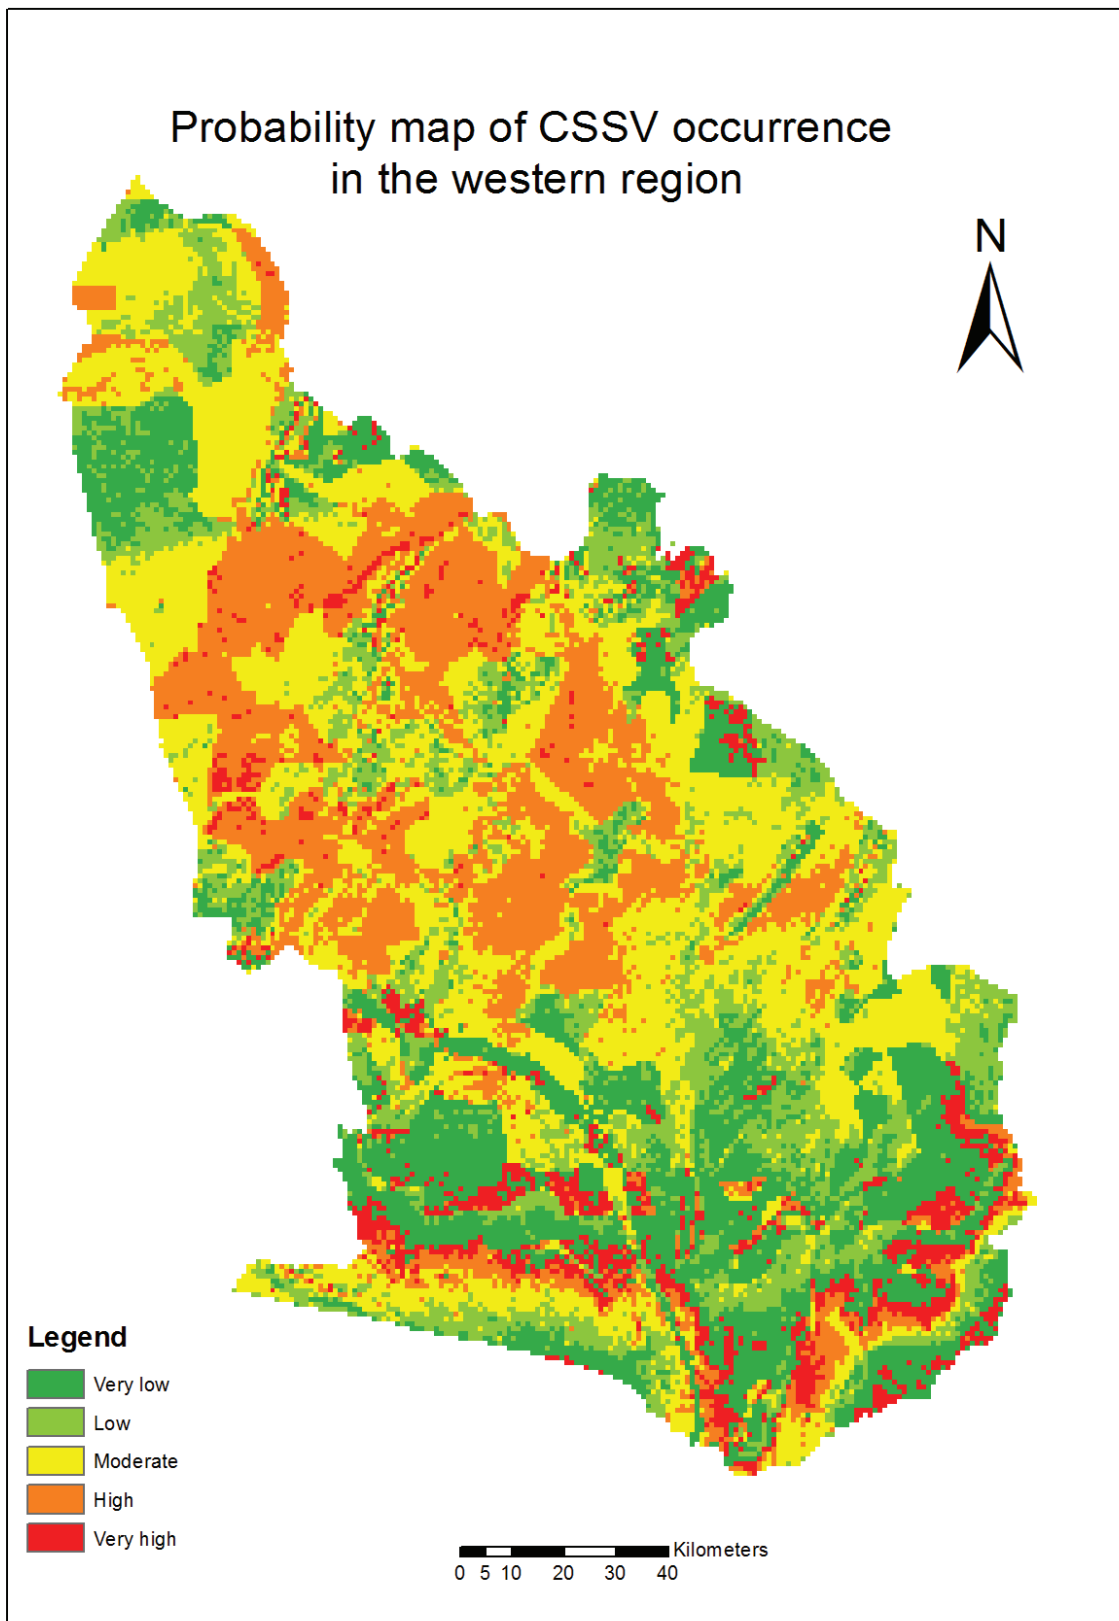 Probability map of CSSV occurrence
in the western region
N
Legend
Very low
Low
Moderate
High
Very high
Kilometers
0 5 10 20 30 40